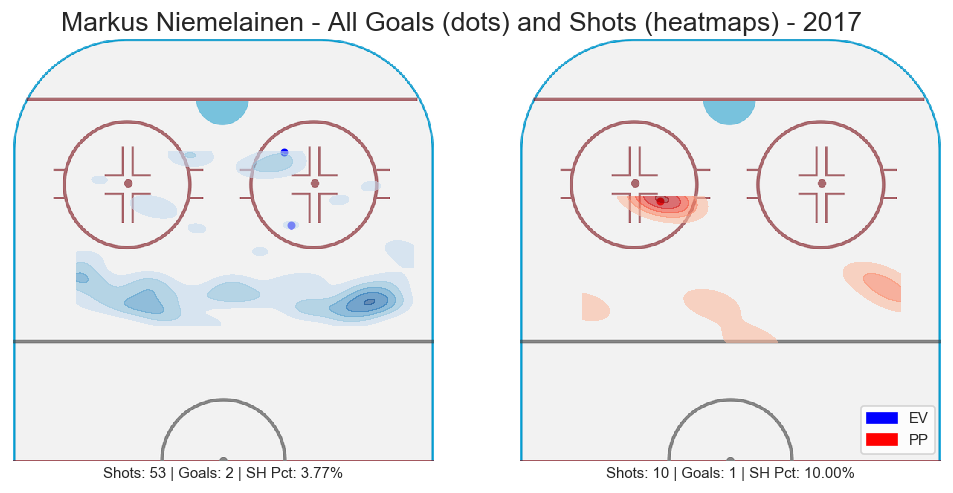 Markus Niemelainen - All Goals (dots) and Shots (heatmaps) - 2017
EV
PP
Shots: 53 | Goals: 2 | SH Pct: 3.77%
Shots: 10 | Goals: 1 | SH Pct: 10.00%